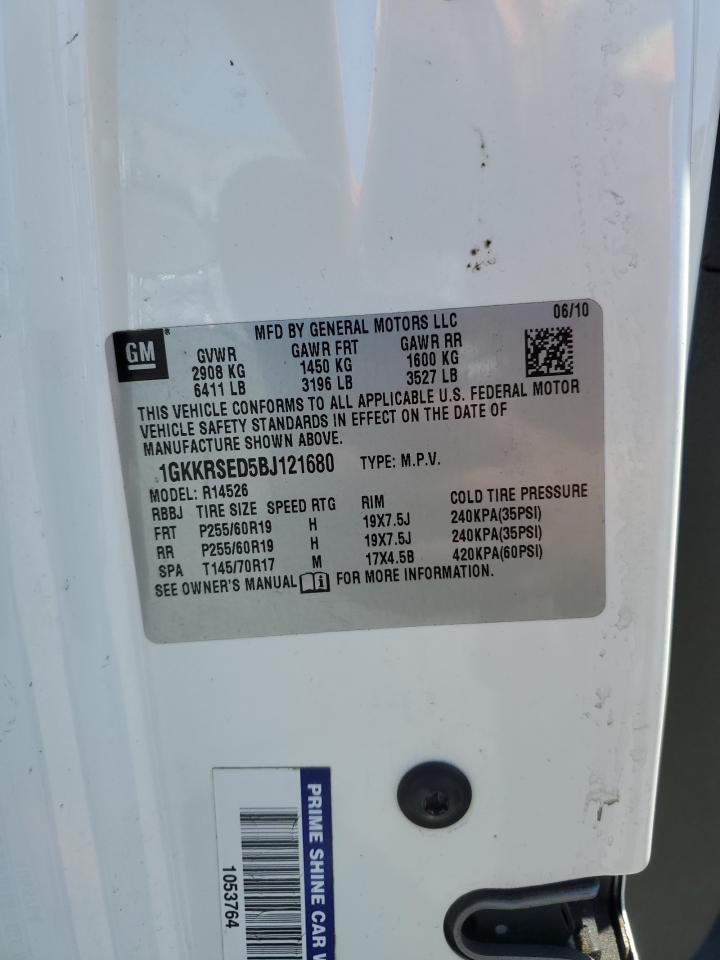 GM
MFD BY GENERAL MOTORS LLC 06/10
GVWR GAWR FRT GAWR RR
2908 KG 1450 KG 1600 KG
6411 LB 3196 LB 3527 LB
THIS VEHICLE CONFORMS TO ALL APPLICABLE U.S. FEDERAL MOTOR
VEHICLE SAFETY STANDARDS IN EFFECT ON THE DATE OF
MANUFACTURE SHOWN ABOVE.
1GKKRSED5BJ121680 TYPE: M.P.V.
MODEL: R14526
RBBJ TIRE SIZE SPEED RTG RIM COLD TIRE PRESSURE
FRT P255/60R19 H 19X7.5J 240KPA(35PSI)
RR P255/60R19 H 19X7.5J 240KPA(35PSI)
SPA T145/70R17 M 17X4.5B 420KPA(60PSI)
SEE OWNER'S MANUAL FOR MORE INFORMATION.
PRIME SHINE CAR W
1053764